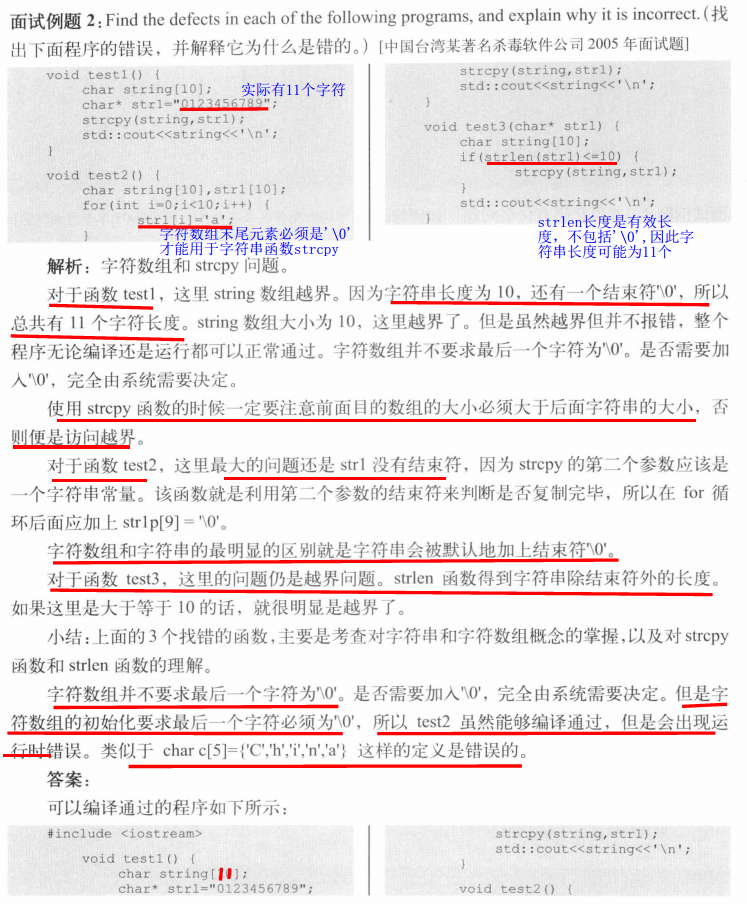 面试例题 2：Find the defects in each of the following programs, and explain why it is incorrect.（找
出下面程序的错误，并解释它为什么是错的。）[中国台湾某著名杀毒软件公司 2005 年面试题]
void test1() {
char string[10];
实际有11个字符
char* str1="0123456789";
strcpy(string,str1);
std::cout<<string<<'\n';
}
void test2() {
char string[10],str1[10];
for(int i=0;i<10;i++) {
str1[i]='a';
}
字符数组末尾元素必须是'\0'
才能用于字符串函数strcpy
strcpy(string,str1);
std::cout<<string<<'\n';
}
void test3(char* str1) {
char string[10];
if(strlen(str1)<=10) {
strcpy(string,str1);
}
std::cout<<string<<'\n';
}
strlen长度是有效长
度，不包括'\0',因此字
符串长度可能为11个
解析：字符数组和 strcpy 问题。
对于函数 test1，这里 string 数组越界。因为字符串长度为 10，还有一个结束符'\0'，所以
总共有 11 个字符长度。string 数组大小为 10，这里越界了。但是虽然越界但并不报错，整个
程序无论编译还是运行都可以正常通过。字符数组并不要求最后一个字符为'\0'。是否需要加
入'\0'，完全由系统需要决定。
使用 strcpy 函数的时候一定要注意前面目的数组的大小必须大于后面字符串的大小，否
则便是访问越界。
对于函数 test2，这里最大的问题还是 str1 没有结束符，因为 strcpy 的第二个参数应该是
一个字符串常量。该函数就是利用第二个参数的结束符来判断是否复制完毕，所以在 for 循
环后面应加上 str1p[9] = '\0'。
字符数组和字符串的最明显的区别就是字符串会被默认地加上结束符'\0'。
对于函数 test3，这里的问题仍是越界问题。strlen 函数得到字符串除结束符外的长度。
如果这里是大于等于 10 的话，就很明显是越界了。
小结：上面的 3 个找错的函数，主要是考查对字符串和字符数组概念的掌握，以及对 strcpy
函数和 strlen 函数的理解。
字符数组并不要求最后一个字符为'\0'。是否需要加入'\0'，完全由系统需要决定。但是字
符数组的初始化要求最后一个字符必须为'\0'，所以 test2 虽然能够编译通过，但是会出现运
行时错误。类似于 char c[5]={'C','h','i','n','a'} 这样的定义是错误的。
答案：
可以编译通过的程序如下所示：
#include <iostream>
void test1() {
char string[11];
char* str1="0123456789";
strcpy(string,str1);
std::cout<<string<<'\n';
}
void test2() {